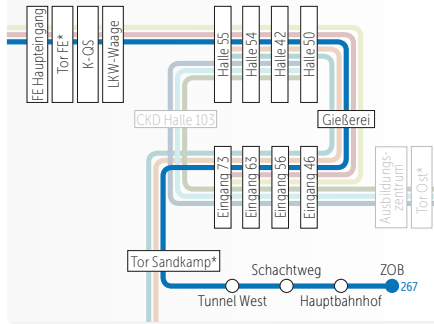 FE Haupteingang
Tor FE*
K-QS
LKW-Waage
Halle 55
Halle 54
Halle 42
Halle 50
CKD Halle 103
Gießerei
Eingang 73
Eingang 63
Eingang 56
Eingang 46
Ausbildungs-
zentrum
Tor Ost*
Tor Sandkamp*
Schachtweg
ZOB
267
Tunnel West
Hauptbahnhof